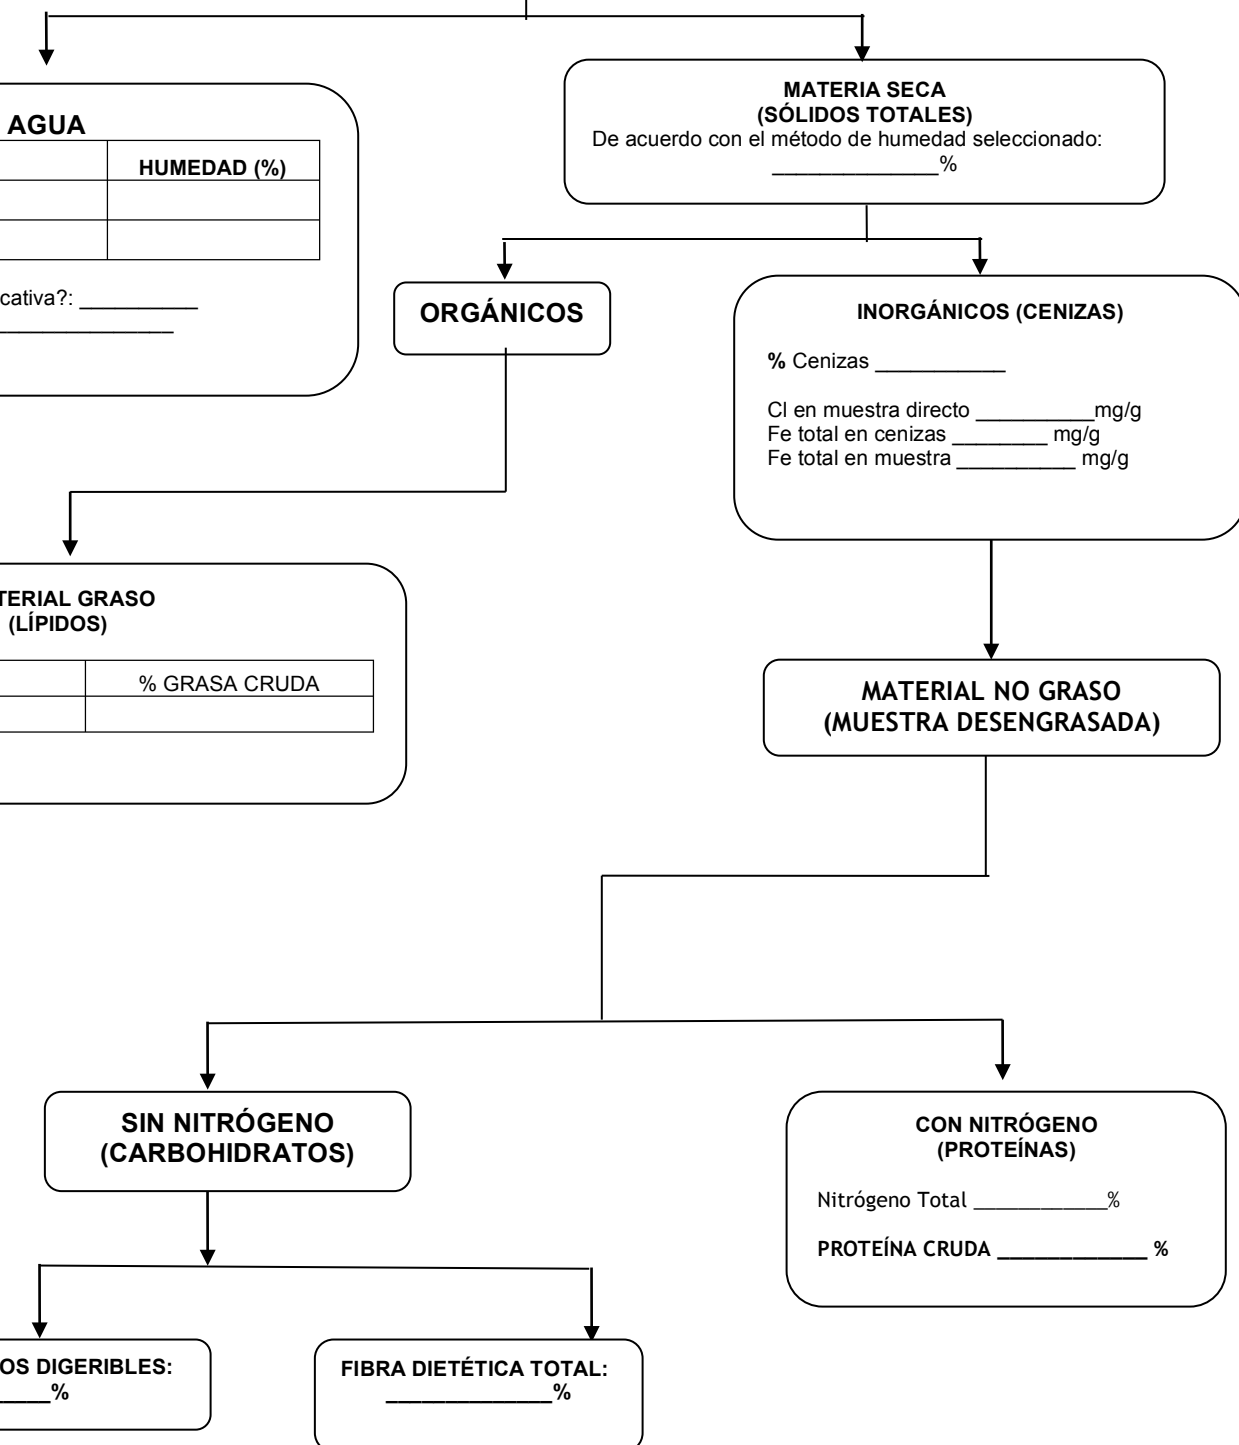 MATERIA SECA
(SÓLIDOS TOTALES)
De acuerdo con el método de humedad seleccionado:
______________%
AGUA
HUMEDAD (%)
cativa?: __________
_______________
ORGÁNICOS
INORGÁNICOS (CENIZAS)
% Cenizas ___________
Cl en muestra directo __________mg/g
Fe total en cenizas ________ mg/g
Fe total en muestra __________ mg/g
TERIAL GRASO
(LÍPIDOS)
% GRASA CRUDA
MATERIAL NO GRASO
(MUESTRA DESENGRASADA)
SIN NITRÓGENO
(CARBOHIDRATOS)
CON NITRÓGENO
(PROTEÍNAS)
Nitrógeno Total ____________%
PROTEÍNA CRUDA ____________ %
OS DIGERIBLES:
____%
FIBRA DIETÉTICA TOTAL:
______________%